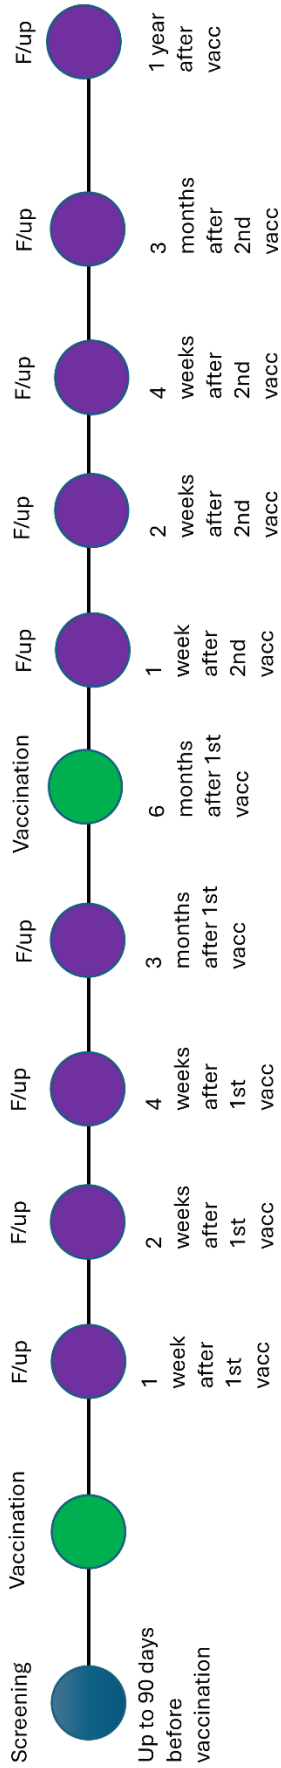 Screening
Up to 90 days
before
vaccination
Vaccination
F/up
1
week
after
1st
vacc
F/up
2
weeks
after
1st
vacc
F/up
4
weeks
after
1st
vacc
F/up
3
months
after 1st
vacc
Vaccination
6
months
after 1st
vacc
F/up
1
week
after
2nd
vacc
F/up
2
weeks
after
2nd
vacc
F/up
4
weeks
after
2nd
vacc
F/up
3
months
after
2nd
vacc
F/up
1 year
after
vacc